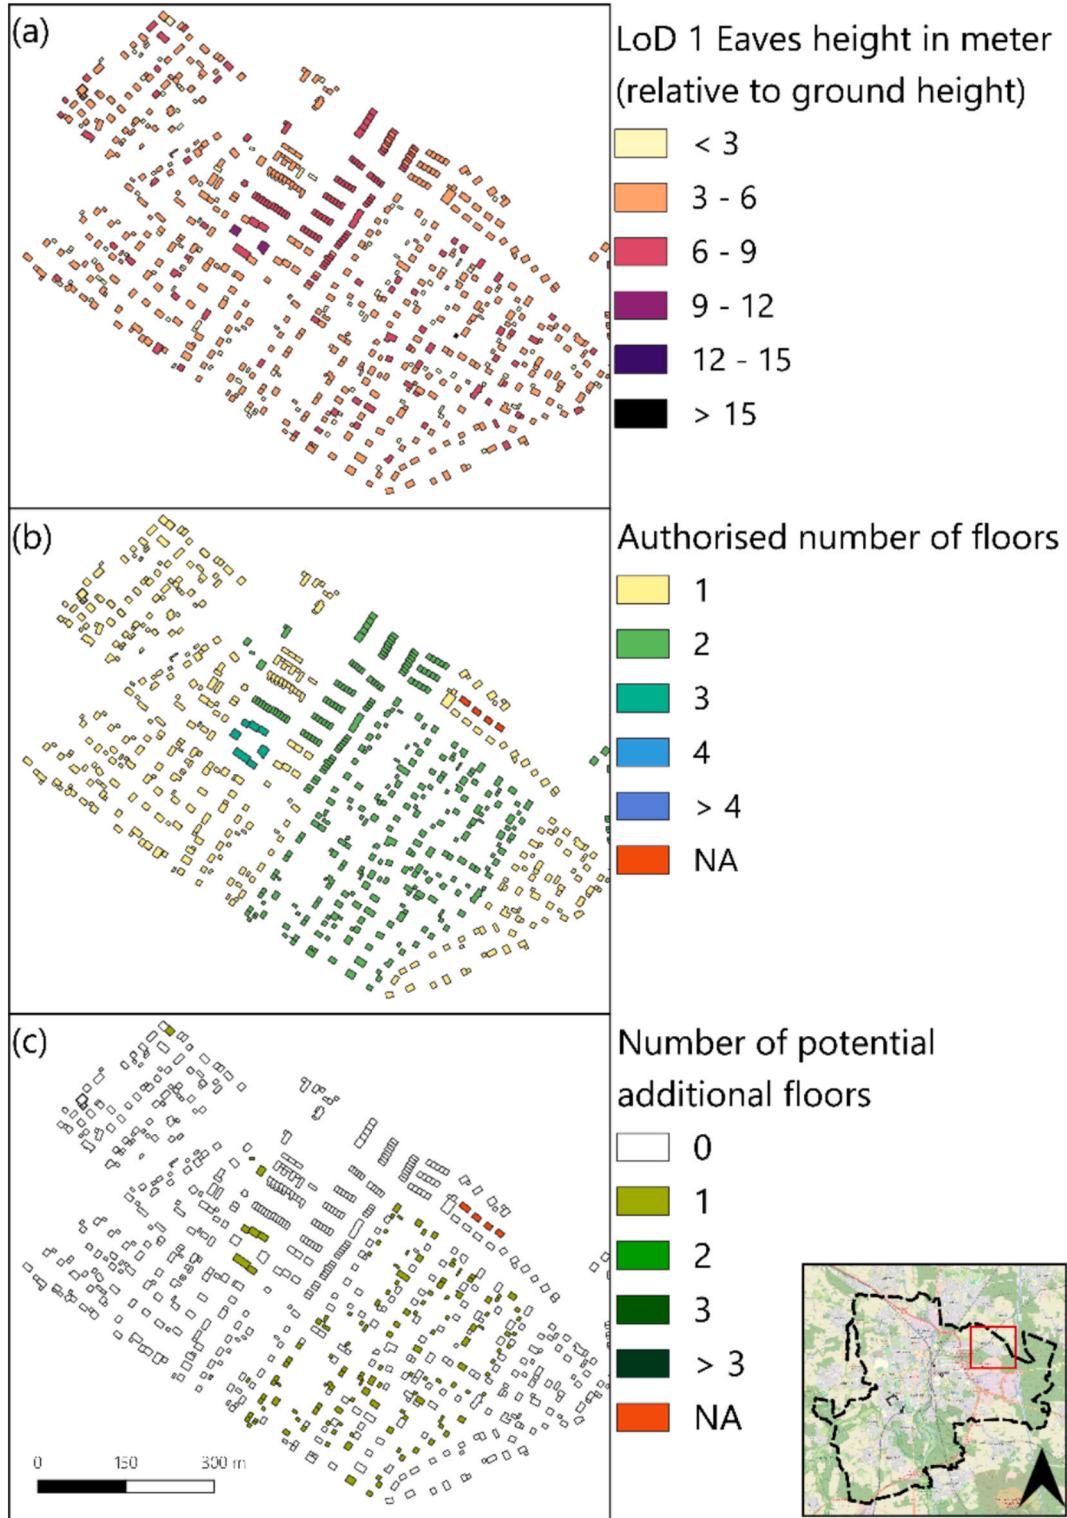 (a)
LoD 1 Eaves height in meter
(relative to ground height)
< 3
3 - 6
6 - 9
9 - 12
12 - 15
> 15
(b)
Authorised number of floors
1
2
3
4
> 4
NA
(c)
Number of potential
additional floors
0
1
2
3
> 3
NA
0 150 300 m